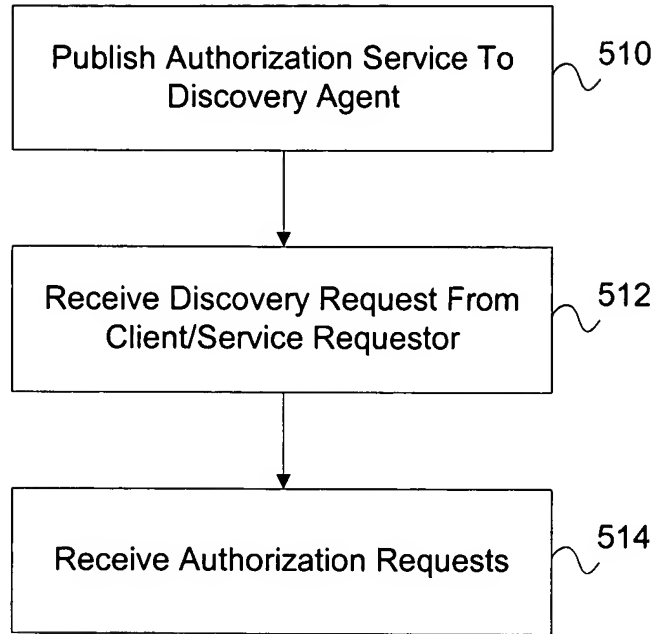 Publish Authorization Service To
Discovery Agent
510
Receive Discovery Request From
Client/Service Requestor
512
Receive Authorization Requests
514